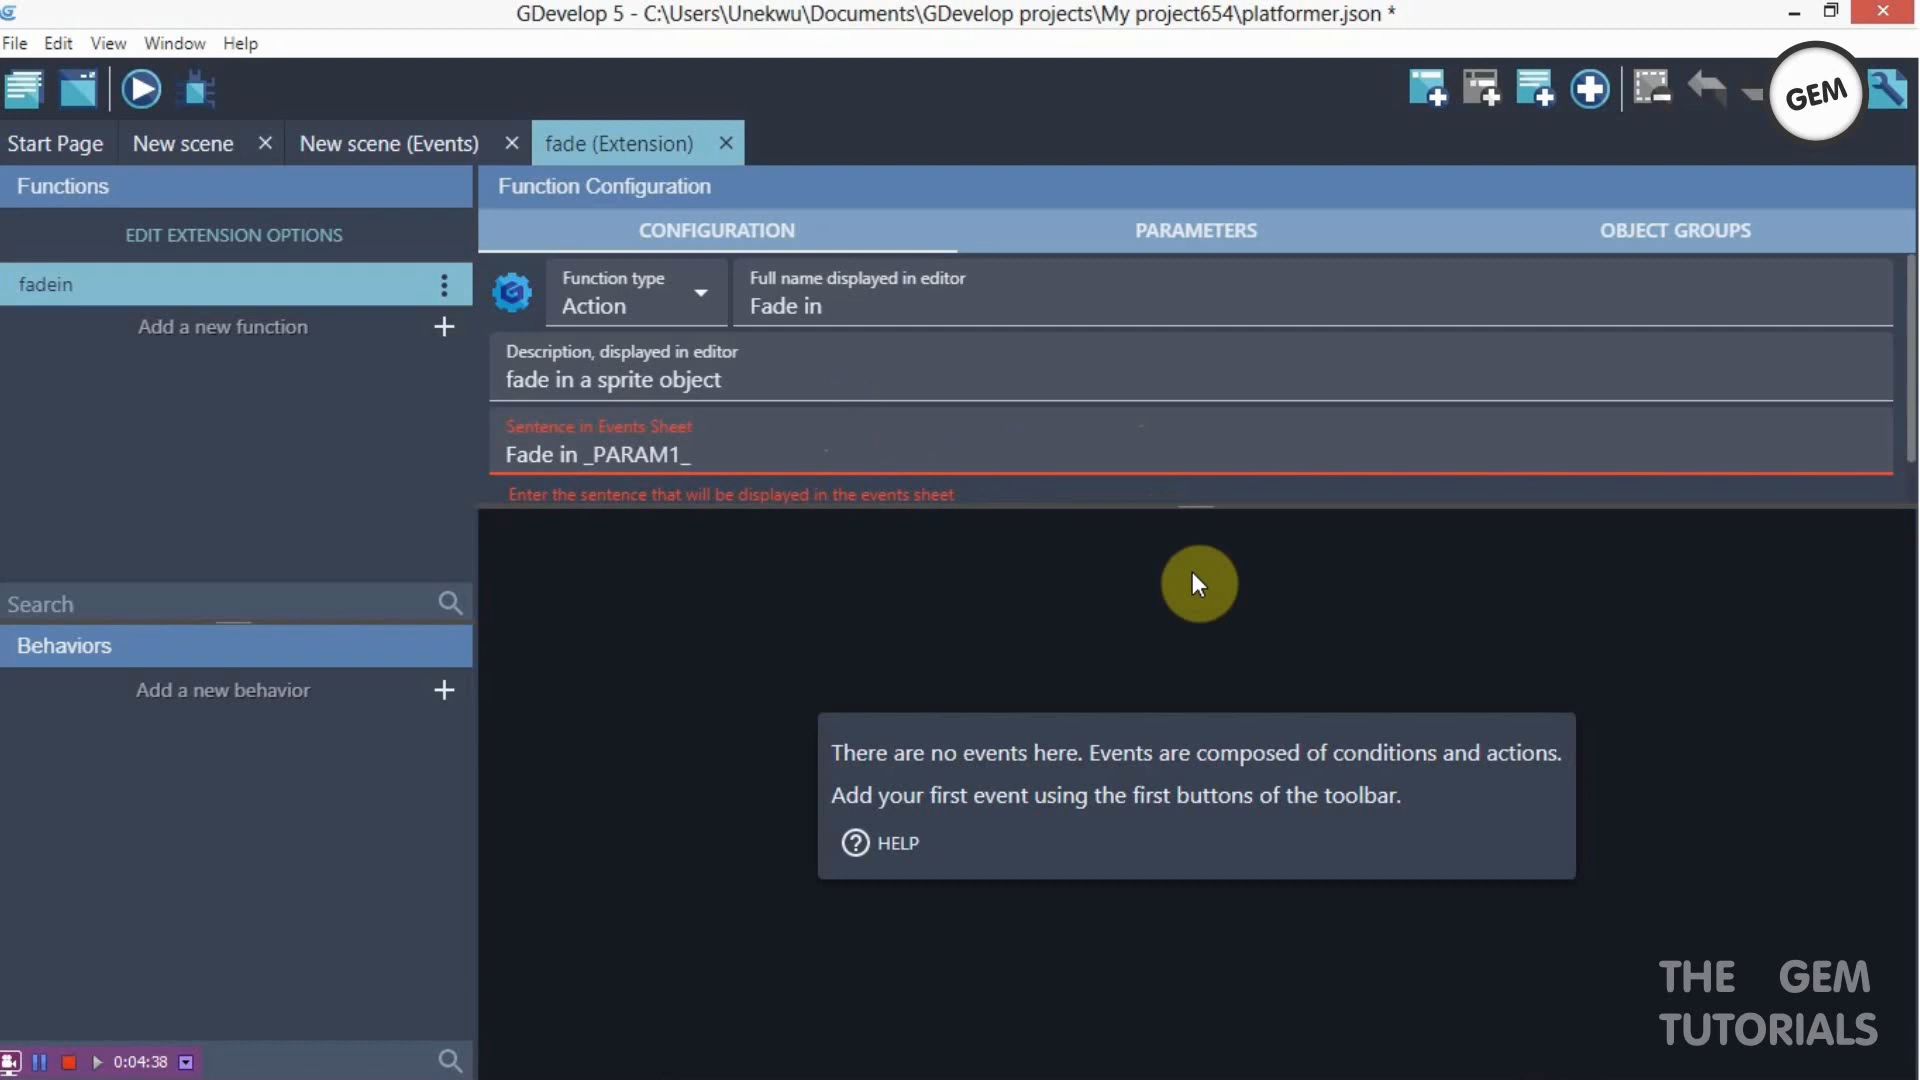 GDevelop 5 - C:\Users\Unekwu\Documents\GDevelop projects\My project654\platformer.json *
File Edit View Window Help
GEM
Start Page New scene New scene (Events) fade (Extension)
Functions
EDIT EXTENSION OPTIONS
fadein
Add a new function
Search
Behaviors
Add a new behavior
Function Configuration
CONFIGURATION PARAMETERS OBJECT GROUPS
Function type
Action
Full name displayed in editor
Fade in
Description, displayed in editor
fade in a sprite object
Sentence in Events Sheet
Fade in _PARAM1_
Enter the sentence that will be displayed in the events sheet
There are no events here. Events are composed of conditions and actions.
Add your first event using the first buttons of the toolbar.
? HELP
THE GEM
TUTORIALS
0:04:38